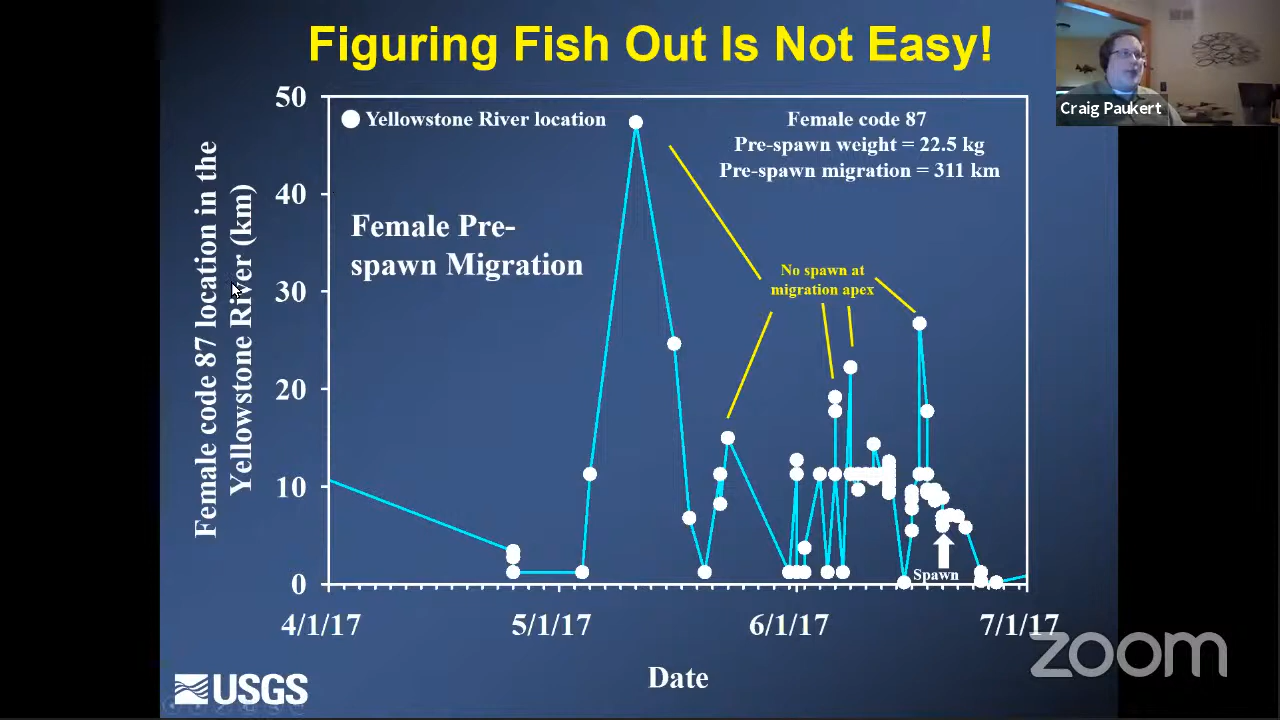 Figuring Fish Out Is Not Easy!
Craig Paukert
Female code 87 location in the
Yellowstone River (km)
50
40
30
20
10
0
Yellowstone River location
Female code 87
Pre-spawn weight = 22.5 kg
Pre-spawn migration = 311 km
Female Pre-
spawn Migration
No spawn at
migration apex
Spawn
4/1/17
5/1/17
6/1/17
7/1/17
Date
USGS
zoom